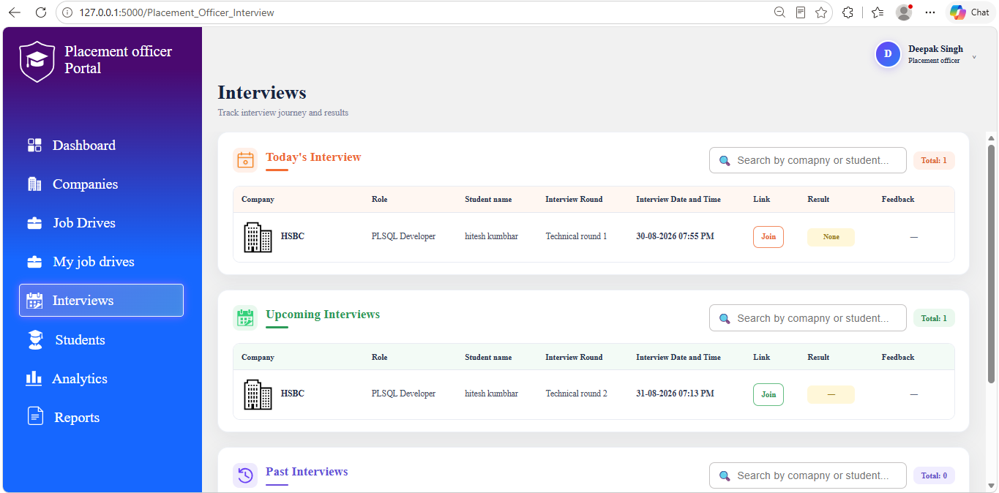 127.0.0.1:5000/Placement_Officer_Interview
Chat
Placement officer
Portal
D
Deepak Singh
Placement officer
Interviews
Track interview journey and results
Dashboard
Companies
Job Drives
My job drives
Interviews
Students
Analytics
Reports
Today's Interview
Search by comapny or student...
Total: 1
Company Role Student name Interview Round Interview Date and Time Link Result Feedback
HSBC PLSQL Developer hitesh kumbhar Technical round 1 30-08-2026 07:55 PM Join None —
Upcoming Interviews
Search by comapny or student...
Total: 1
Company Role Student name Interview Round Interview Date and Time Link Result Feedback
HSBC PLSQL Developer hitesh kumbhar Technical round 2 31-08-2026 07:13 PM Join — —
Past Interviews
Search by comapny or student...
Total: 0